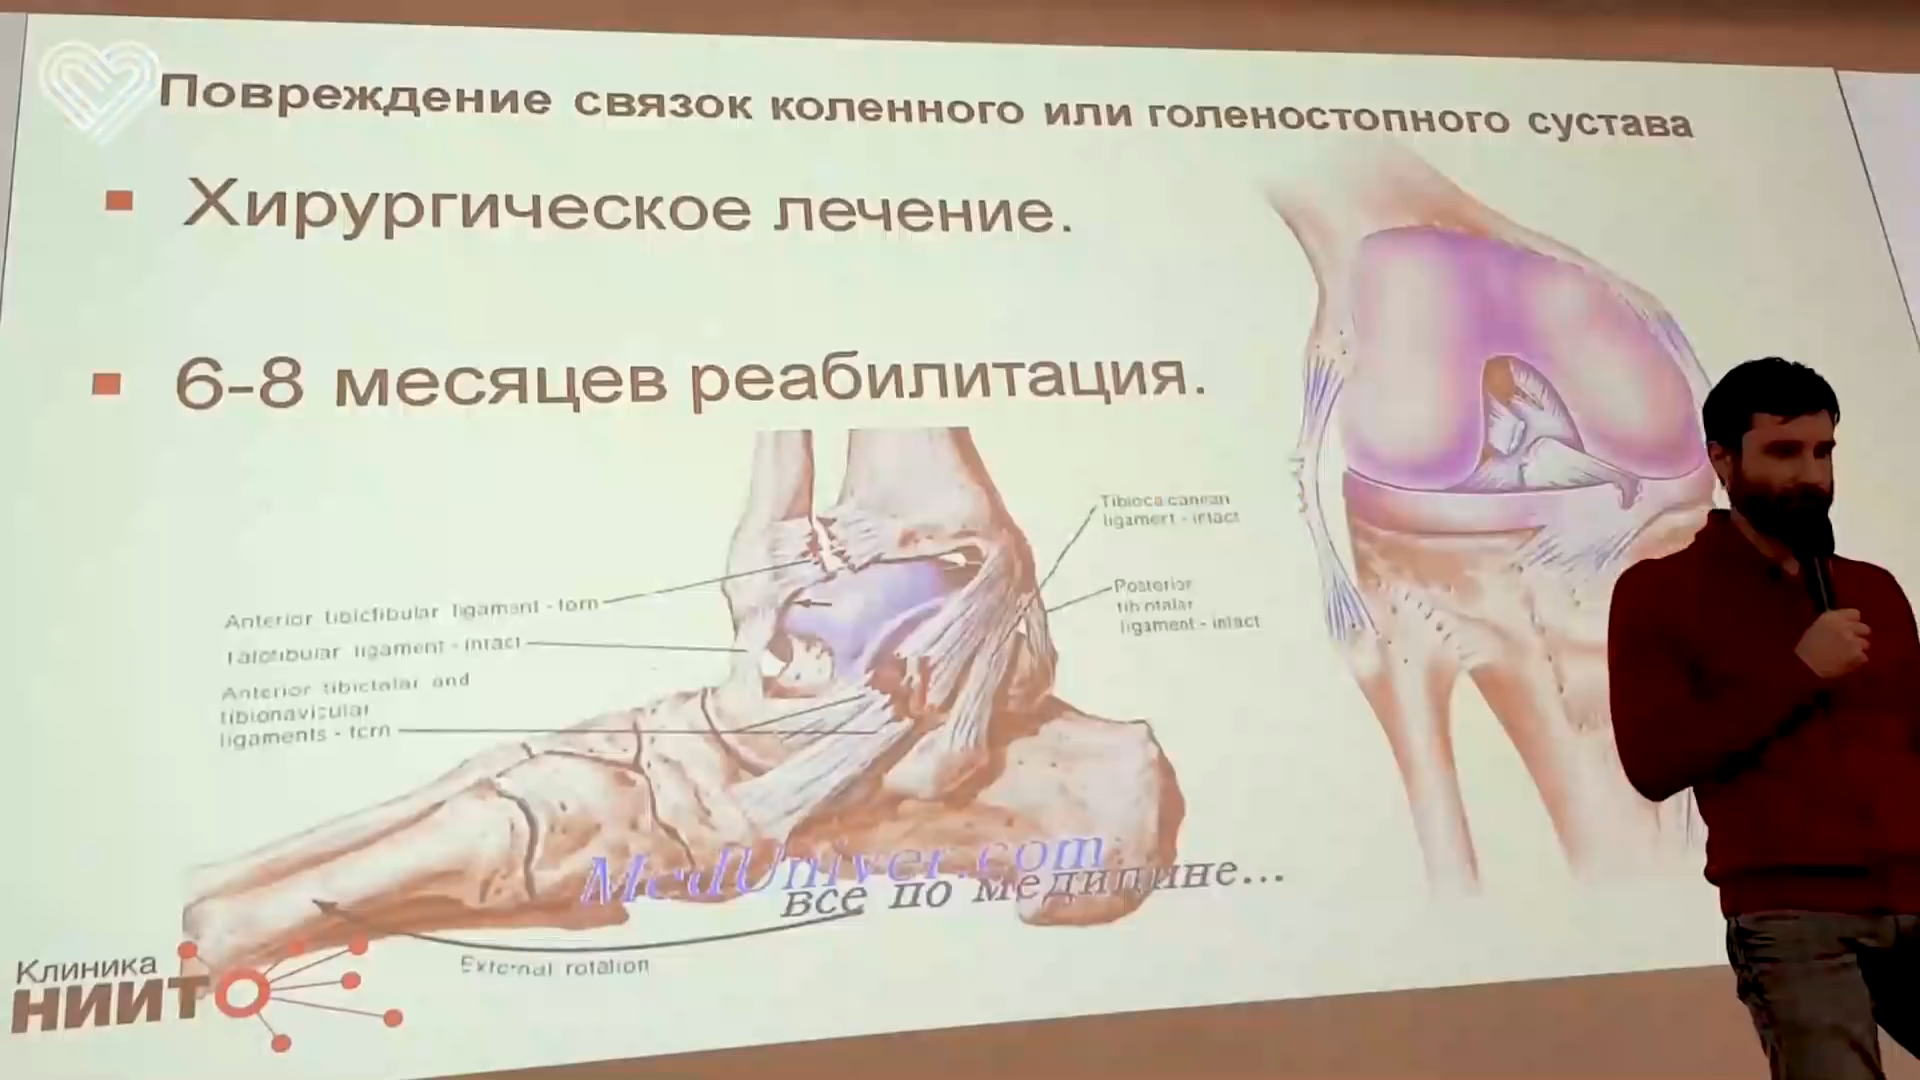 Повреждение связок коленного или голеностопного сустава
Хирургическое лечение.
6-8 месяцев реабилитация.
Anterior tibiofibular ligament - torn
Talofibular ligament - intact
Anterior tibiotalar and
tibionavicular
ligaments - torn
ligament - intact
Posterior
tibiotalar
ligament - intact
MedUniver.com
все по медицине...
External rotation
Клиника
НИИТО